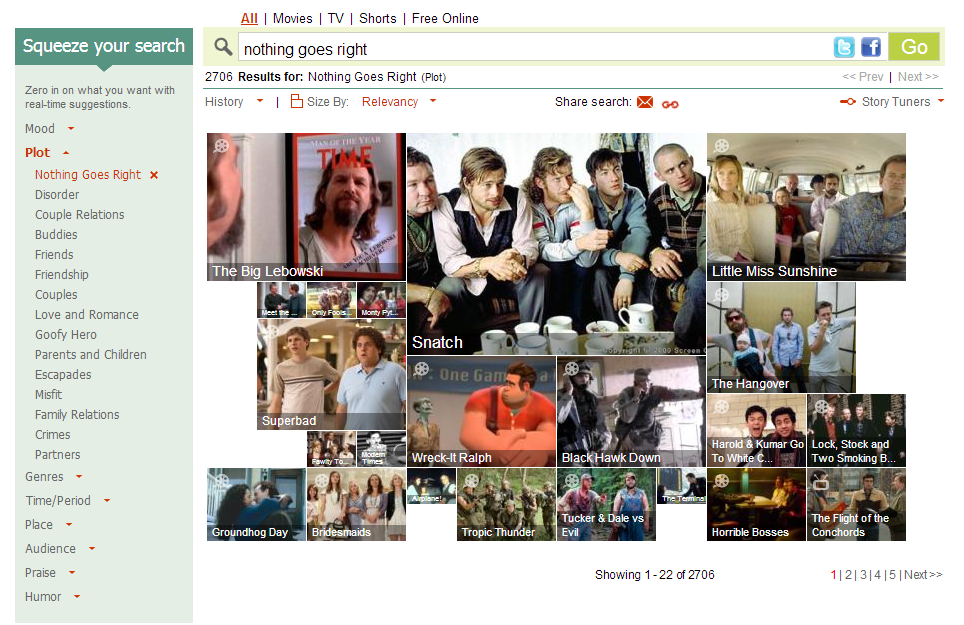 All | Movies | TV | Shorts | Free Online
Squeeze your search
nothing goes right
Go
2706 Results for: Nothing Goes Right (Plot)
<< Prev | Next >>
Zero in on what you want with
real-time suggestions.
History | Size By: Relevancy
Share search:
Story Tuners
Mood
Plot
Nothing Goes Right ×
Disorder
Couple Relations
Buddies
Friends
Friendship
Couples
Love and Romance
Goofy Hero
Parents and Children
Escapades
Misfit
Family Relations
Crimes
Partners
Genres
Time/Period
Place
Audience
Praise
Humor
MAN OF THE YEAR
TIME
The Big Lebowski
Snatch
Little Miss Sunshine
Meet the ...
Only Fools...
Monty Pyt...
The Hangover
Superbad
Wreck-It Ralph
Black Hawk Down
Harold & Kumar Go
To White C...
Lock, Stock and
Two Smoking B...
Fawlty To...
Modern
Times
Groundhog Day
Bridesmaids
Airplane!
Tropic Thunder
Tucker & Dale vs
Evil
The Terminal
Horrible Bosses
The Flight of the
Conchords
Showing 1 - 22 of 2706
1 | 2 | 3 | 4 | 5 | Next >>